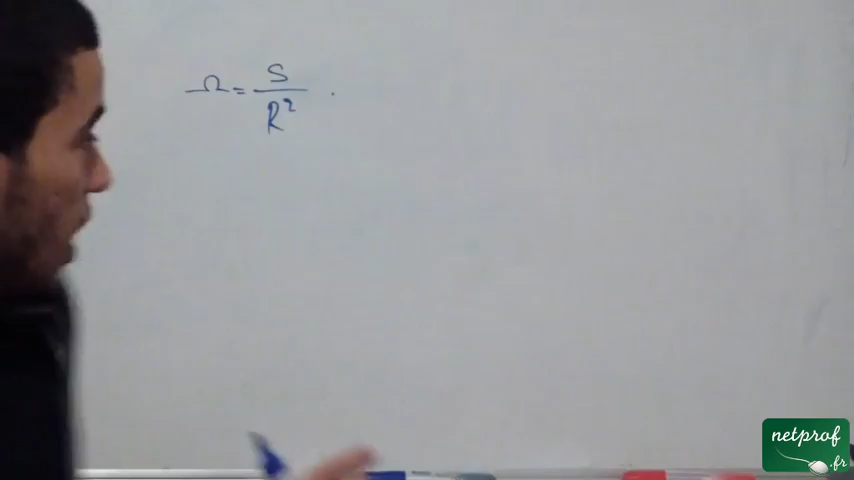 Ω = S / R² .
netprof
.fr